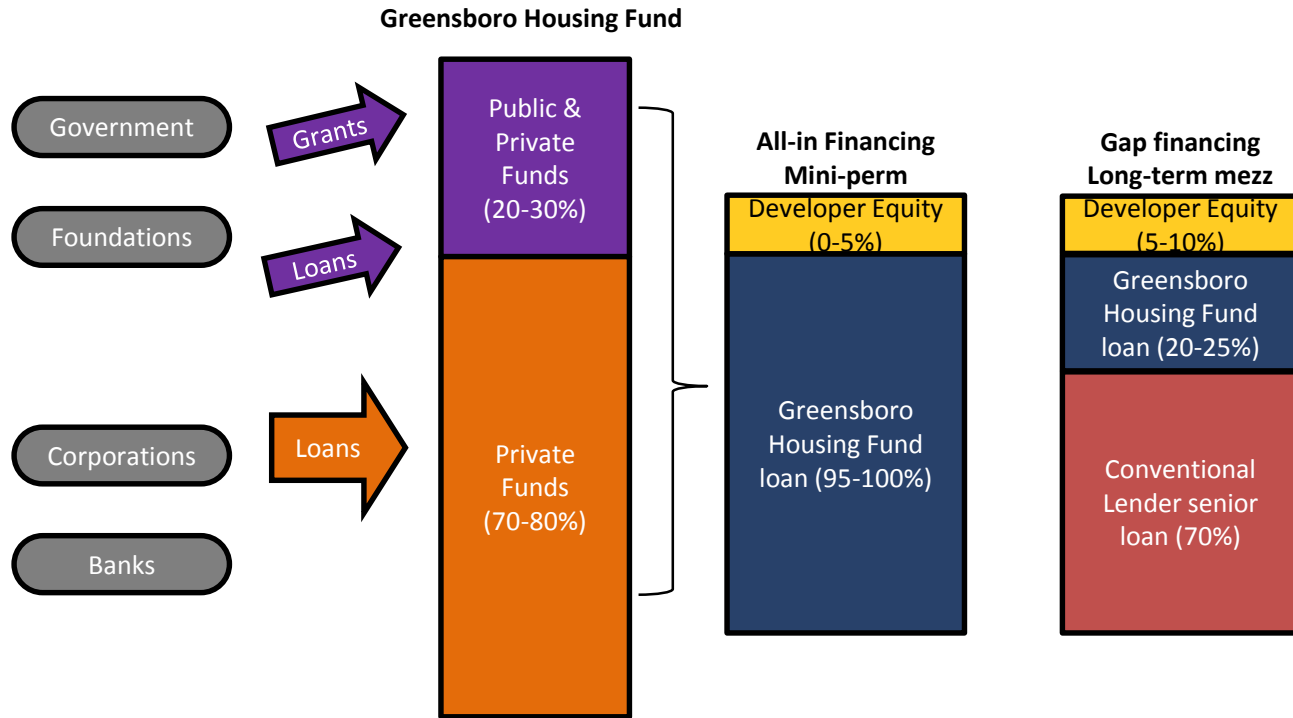 Greensboro Housing Fund
Government
Foundations
Corporations
Banks
Grants
Loans
Loans
Public &
Private
Funds
(20-30%)
Private
Funds
(70-80%)
All-in Financing
Mini-perm
Developer Equity
(0-5%)
Greensboro
Housing Fund
loan (95-100%)
Gap financing
Long-term mezz
Developer Equity
(5-10%)
Greensboro
Housing Fund
loan (20-25%)
Conventional
Lender senior
loan (70%)